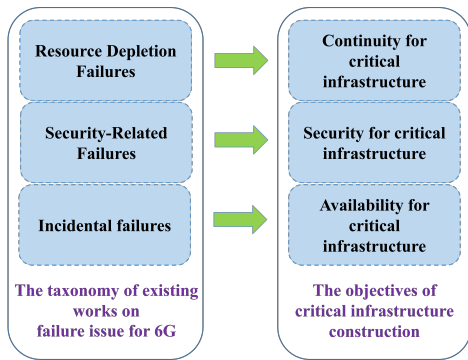 Resource Depletion
Failures
Security-Related
Failures
Incidental failures
The taxonomy of existing
works on
failure issue for 6G
Continuity for
critical
infrastructure
Security for critical
infrastructure
Availability for
critical
infrastructure
The objectives of
critical infrastructure
construction